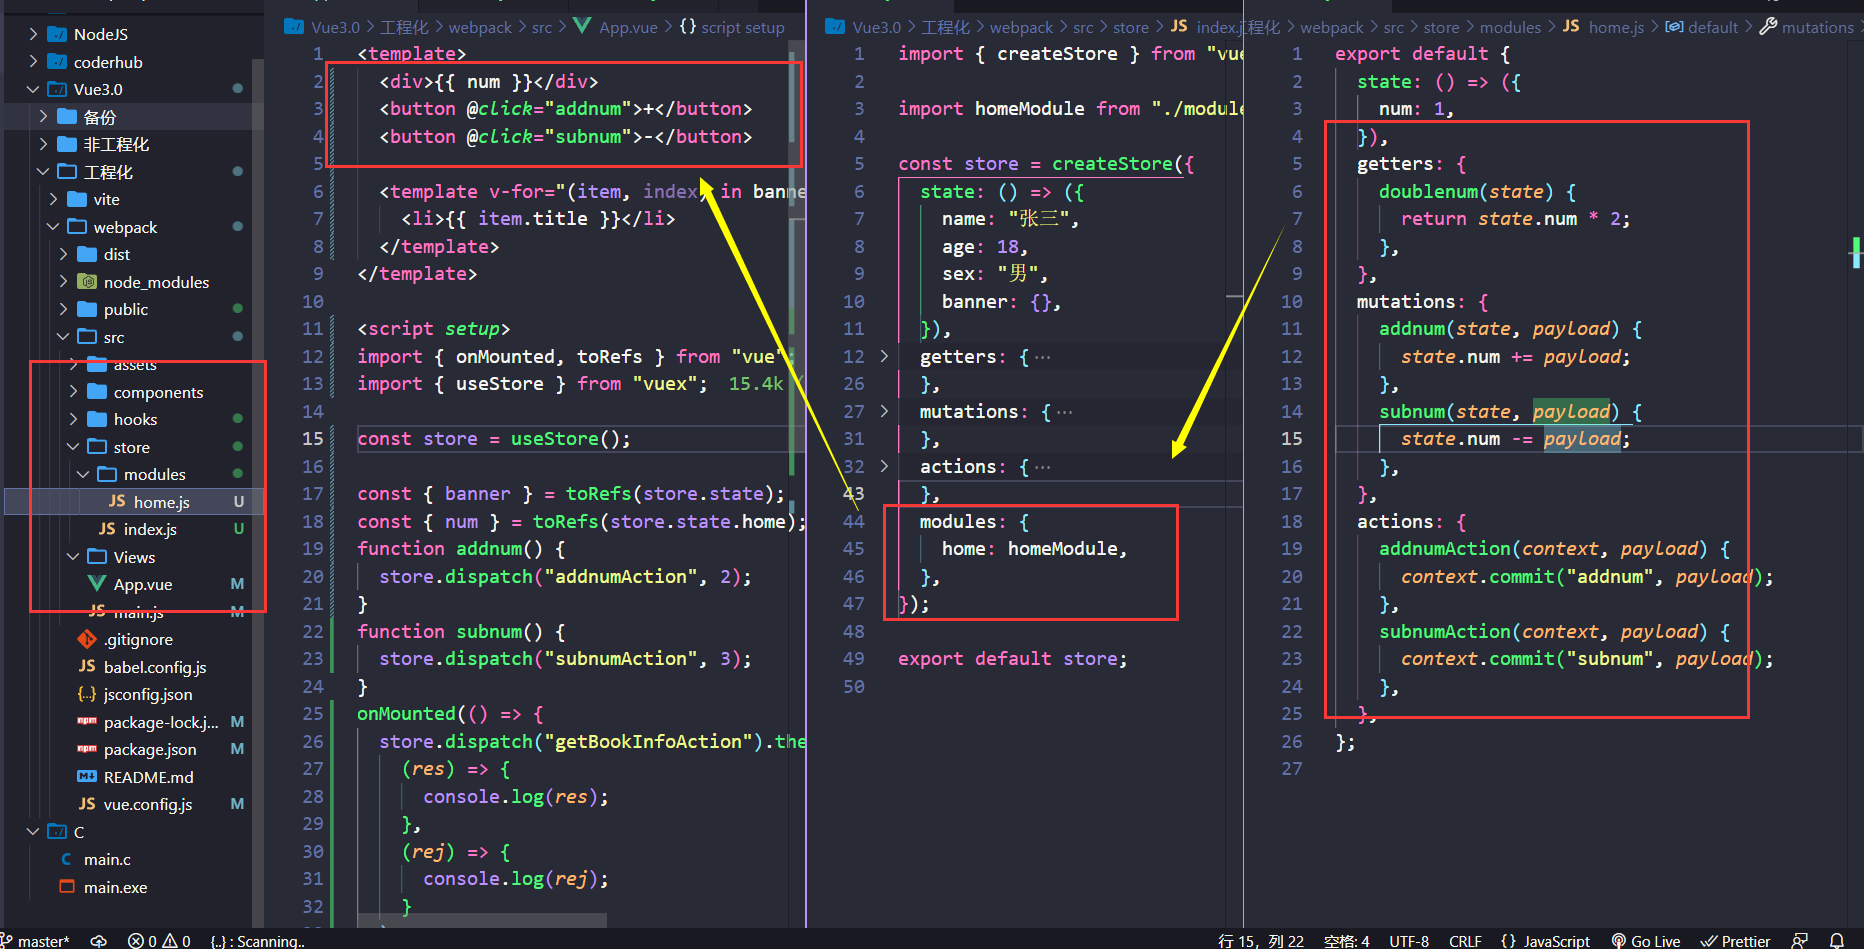 NodeJS
coderhub
Vue3.0
备份
非工程化
工程化
vite
webpack
dist
node_modules
public
src
assets
components
hooks
store
modules
JS home.js U
JS index.js U
Views
App.vue M
JS main.js M
.gitignore
JS babel.config.js
{..} jsconfig.json
npm package-lock.j... M
npm package.json M
README.md
JS vue.config.js M
C
C main.c
main.exe
Vue3.0 > 工程化 > webpack > src > App.vue > {} script setup
1 <template>
2 <div>{{ num }}</div>
3 <button @click="addnum">+</button>
4 <button @click="subnum">-</button>
5
6 <template v-for="(item, index) in banne
7 <li>{{ item.title }}</li>
8 </template>
9 </template>
10
11 <script setup>
12 import { onMounted, toRefs } from "vue";
13 import { useStore } from "vuex"; 15.4k (
14
15 const store = useStore();
16
17 const { banner } = toRefs(store.state);
18 const { num } = toRefs(store.state.home);
19 function addnum() {
20 store.dispatch("addnumAction", 2);
21 }
22 function subnum() {
23 store.dispatch("subnumAction", 3);
24 }
25 onMounted(() => {
26 store.dispatch("getBookInfoAction").the
27 (res) => {
28 console.log(res);
29 },
30 (rej) => {
31 console.log(rej);
32 }
Vue3.0 > 工程化 > webpack > src > store > JS index.j
1 import { createStore } from "vue
2
3 import homeModule from "./module
4
5 const store = createStore({
6 state: () => ({
7 name: "张三",
8 age: 18,
9 sex: "男",
10 banner: {},
11 }),
12 > getters: {···
26 },
27 > mutations: {···
31 },
32 > actions: {···
43 },
44 modules: {
45 home: homeModule,
46 },
47 });
48
49 export default store;
50
工程化 > webpack > src > store > modules > JS home.js > default > mutations
1 export default {
2 state: () => ({
3 num: 1,
4 }),
5 getters: {
6 doublenum(state) {
7 return state.num * 2;
8 },
9 },
10 mutations: {
11 addnum(state, payload) {
12 state.num += payload;
13 },
14 subnum(state, payload) {
15 state.num -= payload;
16 },
17 },
18 actions: {
19 addnumAction(context, payload) {
20 context.commit("addnum", payload);
21 },
22 subnumAction(context, payload) {
23 context.commit("subnum", payload);
24 },
25 },
26 };
27
master* 0 0 {..} : Scanning.. 行 15，列 22 空格: 4 UTF-8 CRLF {} JavaScript Go Live Prettier